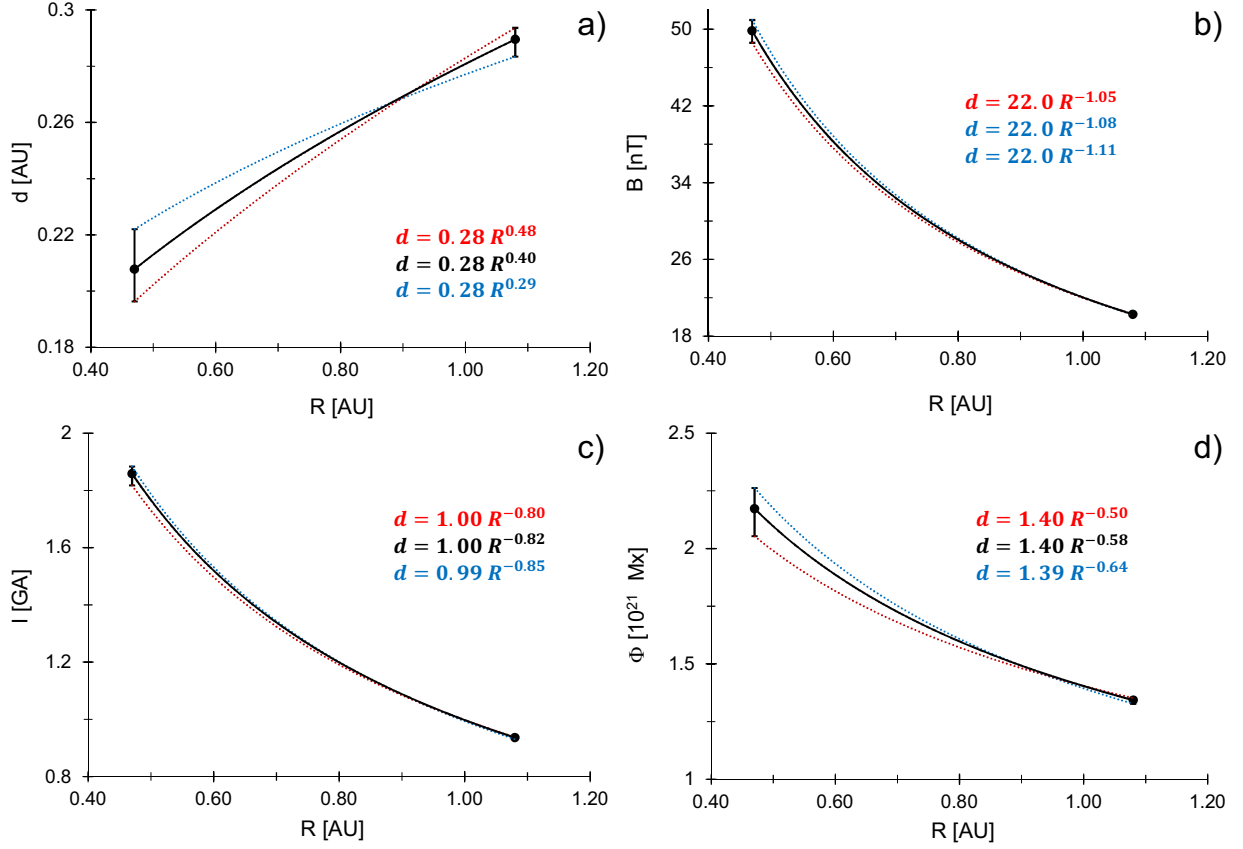 a)
0.3
0.26
0.22
0.18
d [AU]
d = 0.28 R^0.48
d = 0.28 R^0.40
d = 0.28 R^0.29
0.40 0.60 0.80 1.00 1.20
R [AU]
b)
50
42
34
26
18
B [nT]
d = 22.0 R^−1.05
d = 22.0 R^−1.08
d = 22.0 R^−1.11
0.40 0.60 0.80 1.00 1.20
R [AU]
c)
2
1.6
1.2
0.8
I [GA]
d = 1.00 R^−0.80
d = 1.00 R^−0.82
d = 0.99 R^−0.85
0.40 0.60 0.80 1.00 1.20
R [AU]
d)
2.5
2
1.5
1
Φ [10^21 Mx]
d = 1.40 R^−0.50
d = 1.40 R^−0.58
d = 1.39 R^−0.64
0.40 0.60 0.80 1.00 1.20
R [AU]